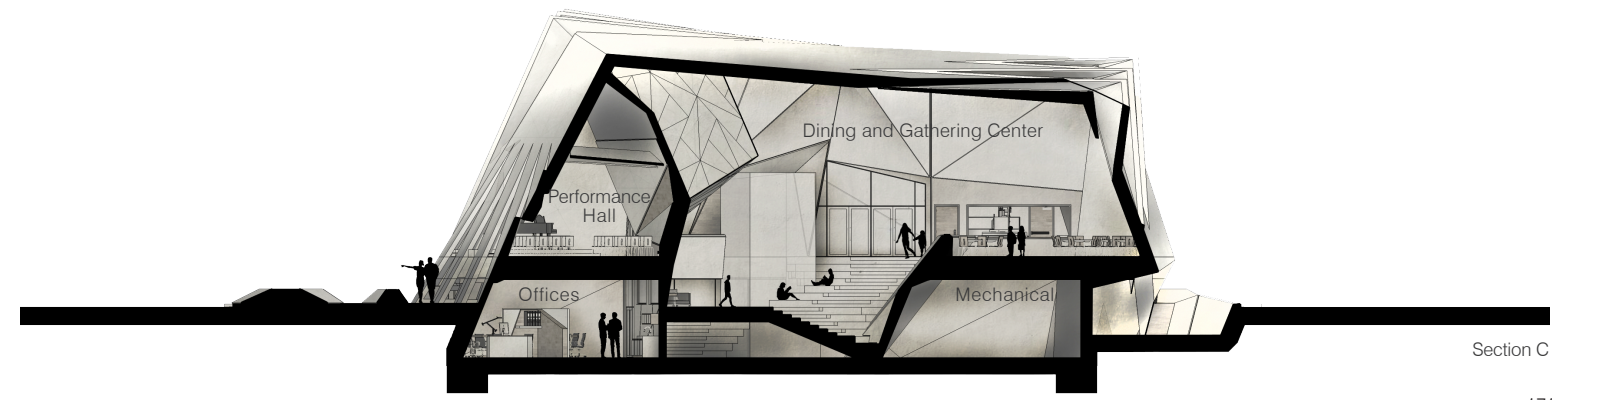 Dining and Gathering Center
Performance
Hall
Offices
Mechanical
Section C